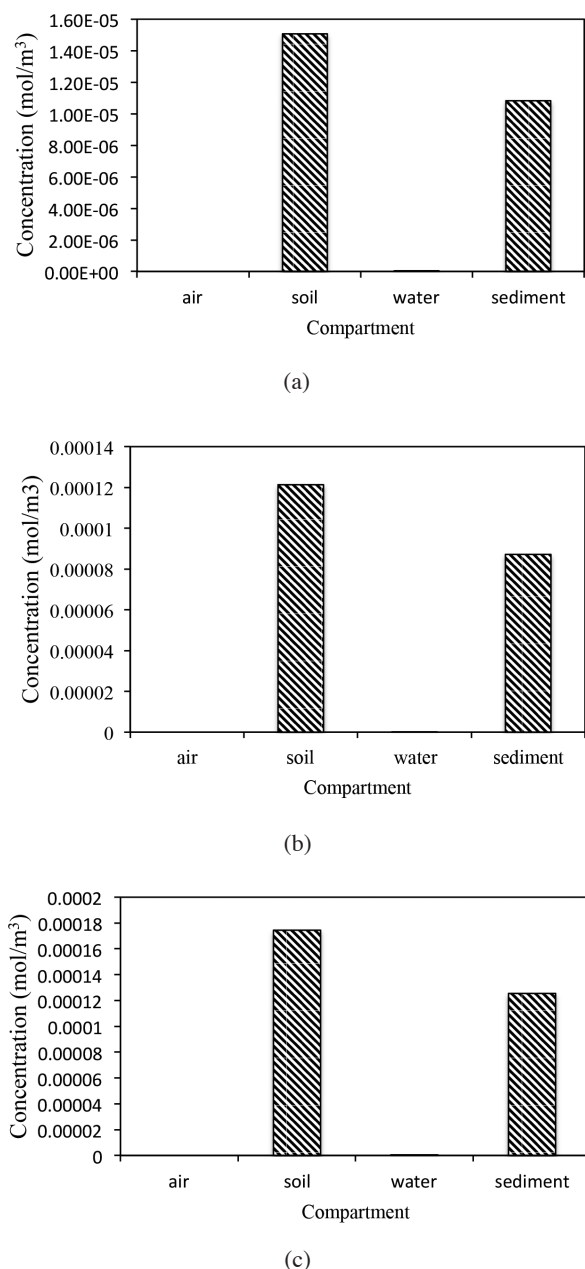 Concentration (mol/m³)
1.60E-05
1.40E-05
1.20E-05
1.00E-05
8.00E-06
6.00E-06
4.00E-06
2.00E-06
0.00E+00
air soil water sediment
Compartment
(a)
Concentration (mol/m3)
0.00014
0.00012
0.0001
0.00008
0.00006
0.00004
0.00002
0
air soil water sediment
Compartment
(b)
Concentration (mol/m³)
0.0002
0.00018
0.00016
0.00014
0.00012
0.0001
0.00008
0.00006
0.00004
0.00002
0
air soil water sediment
Compartment
(c)